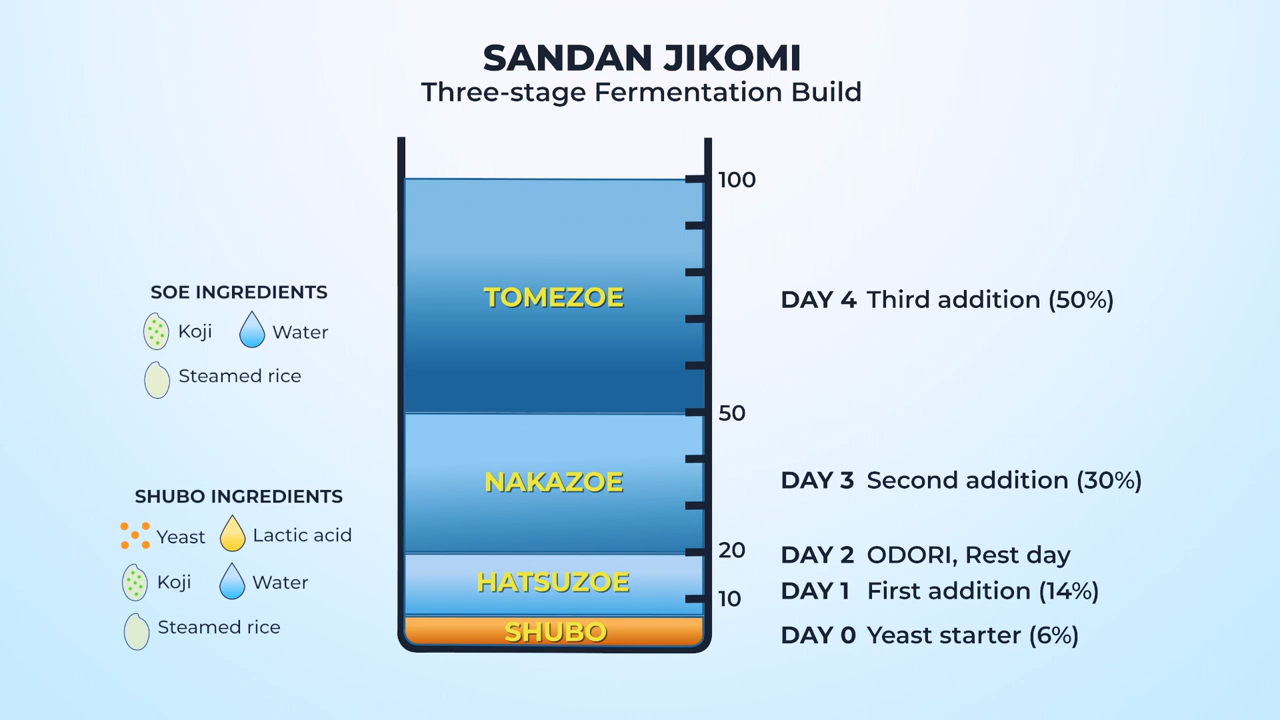 SANDAN JIKOMI
Three-stage Fermentation Build
SOE INGREDIENTS
Koji
Water
Steamed rice
SHUBO INGREDIENTS
Yeast
Lactic acid
Koji
Water
Steamed rice
TOMEZOE
NAKAZOE
HATSUZOE
SHUBO
100
50
20
10
DAY 4 Third addition (50%)
DAY 3 Second addition (30%)
DAY 2 ODORI, Rest day
DAY 1 First addition (14%)
DAY 0 Yeast starter (6%)